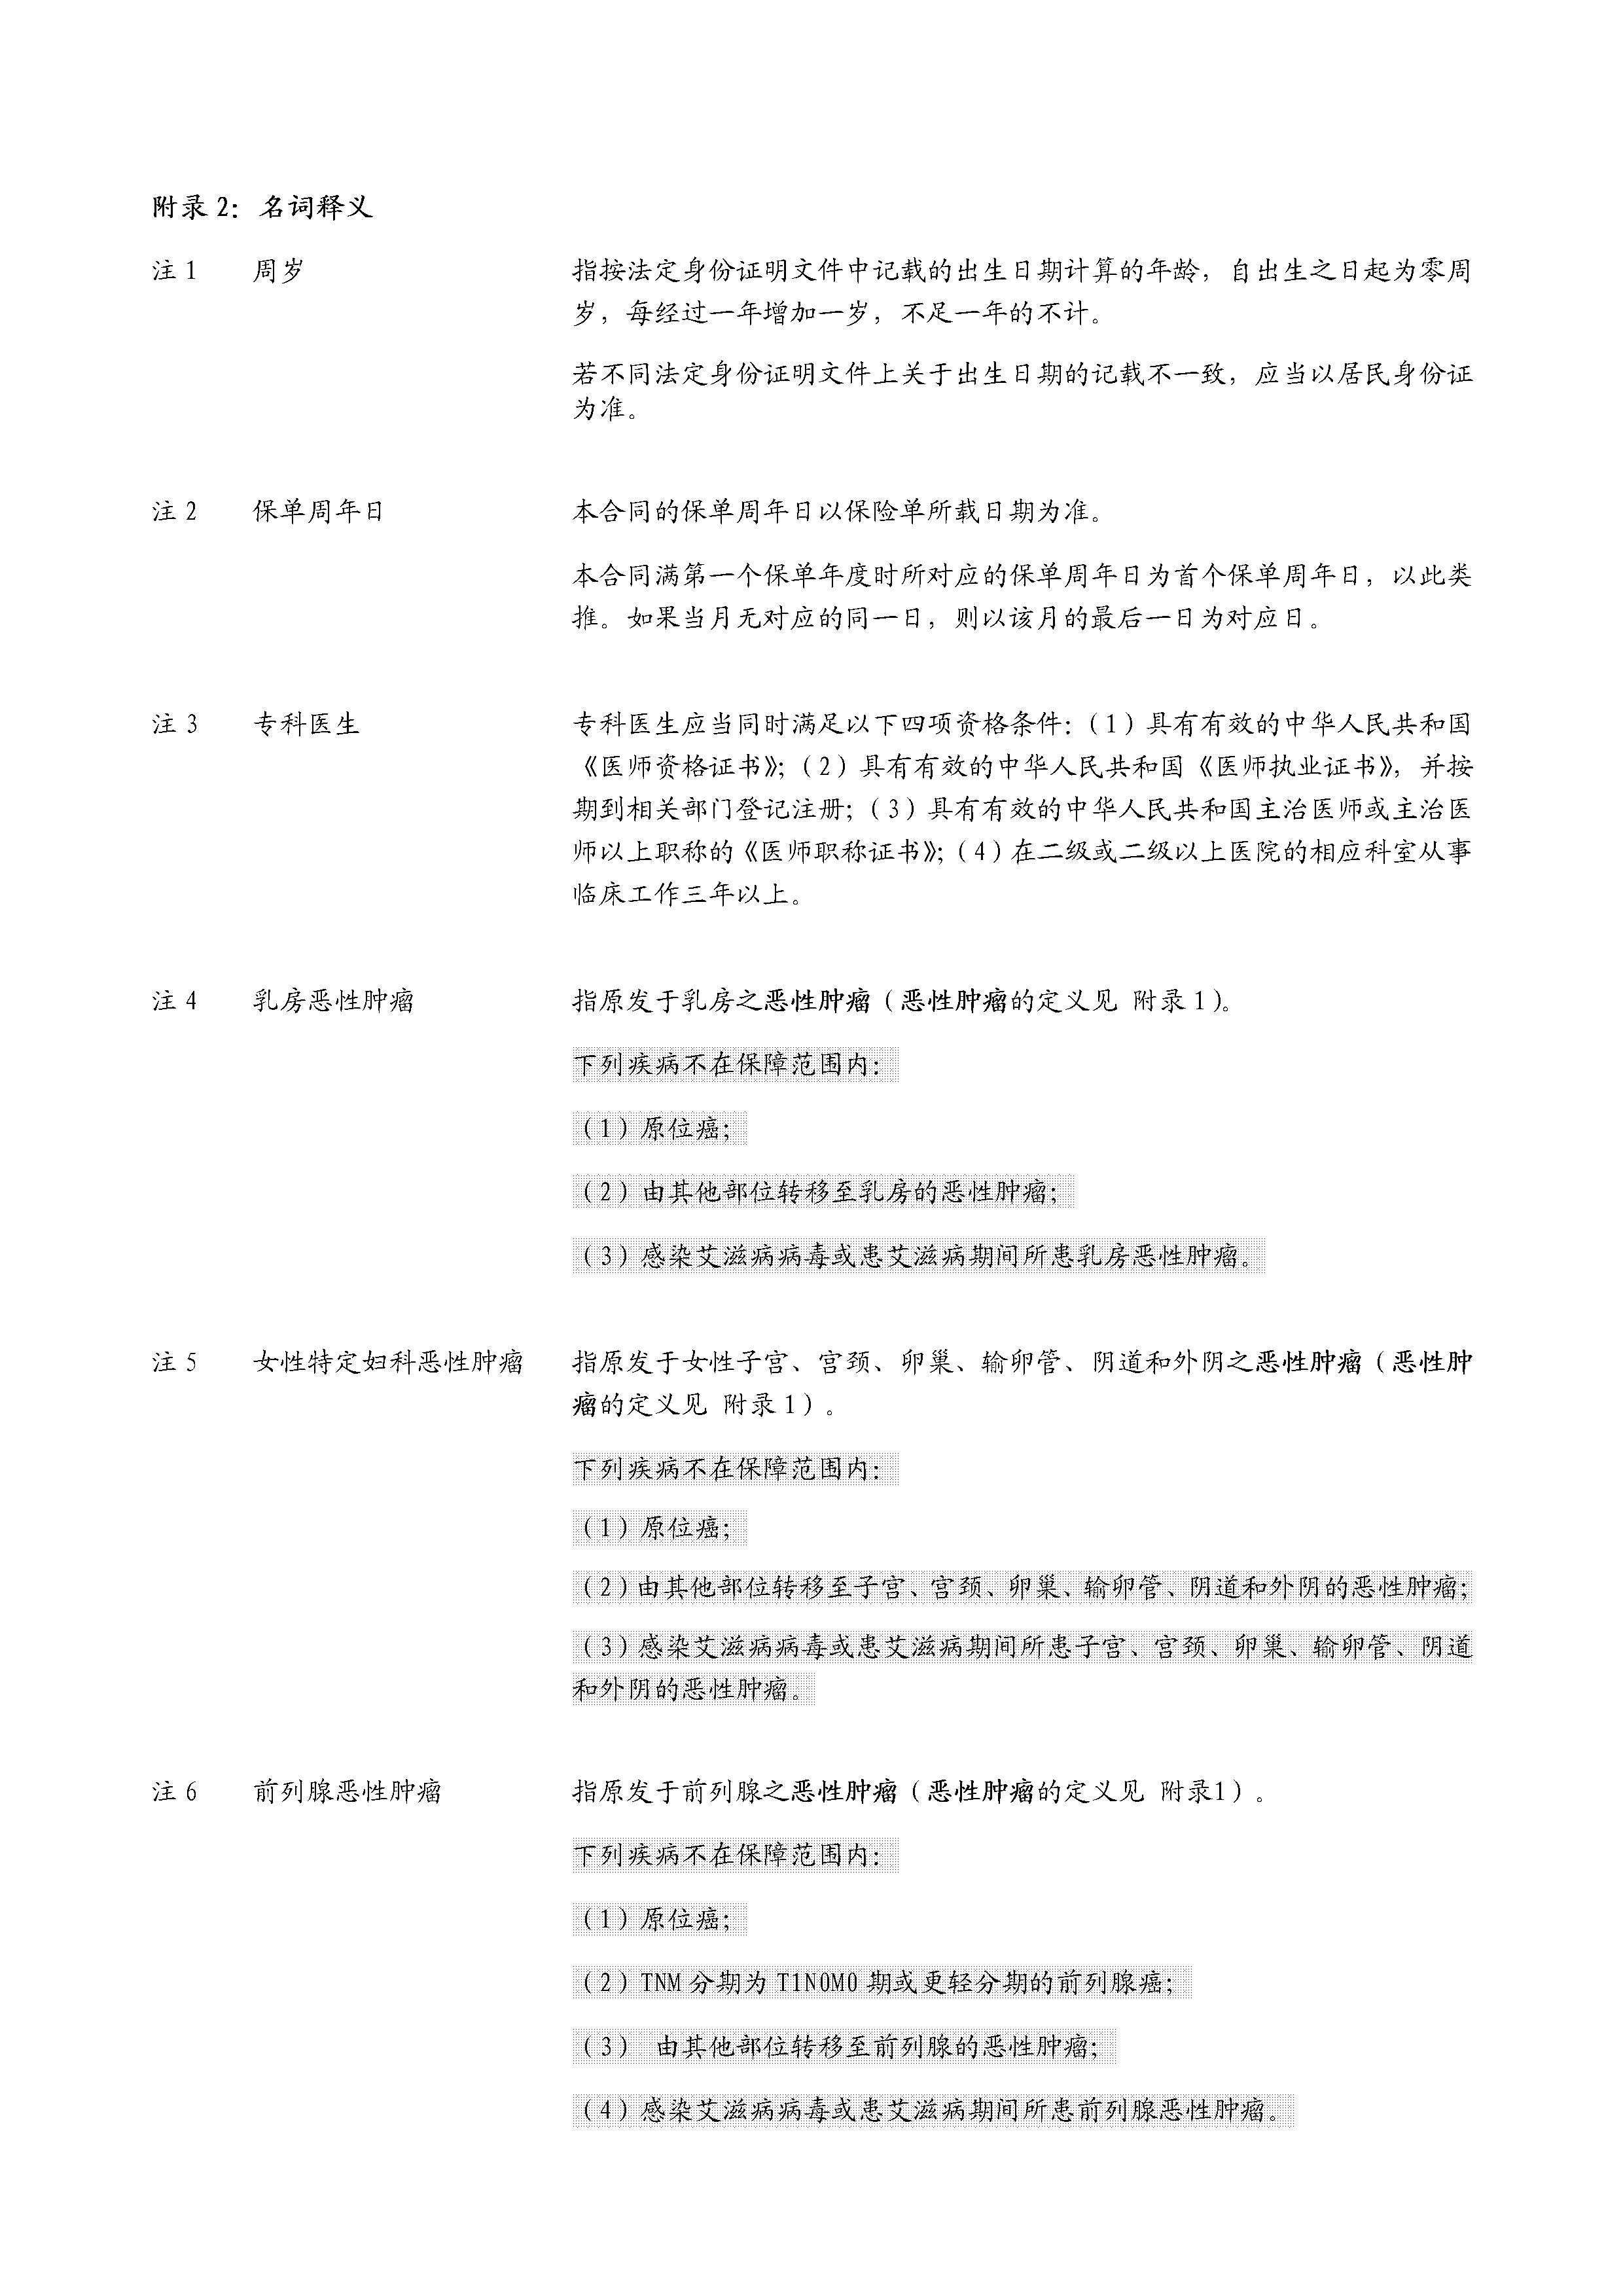 附录 2：名词释义
注 1 周岁 指按法定身份证明文件中记载的出生日期计算的年龄，自出生之日起为零周
岁，每经过一年增加一岁，不足一年的不计。
若不同法定身份证明文件上关于出生日期的记载不一致，应当以居民身份证
为准。
注 2 保单周年日 本合同的保单周年日以保险单所载日期为准。
本合同满第一个保单年度时所对应的保单周年日为首个保单周年日，以此类
推。如果当月无对应的同一日，则以该月的最后一日为对应日。
注 3 专科医生 专科医生应当同时满足以下四项资格条件：（1）具有有效的中华人民共和国
《医师资格证书》；（2）具有有效的中华人民共和国《医师执业证书》，并按
期到相关部门登记注册；（3）具有有效的中华人民共和国主治医师或主治医
师以上职称的《医师职称证书》；（4）在二级或二级以上医院的相应科室从事
临床工作三年以上。
注 4 乳房恶性肿瘤 指原发于乳房之恶性肿瘤（恶性肿瘤的定义见 附录 1）。
下列疾病不在保障范围内：
（1）原位癌；
（2）由其他部位转移至乳房的恶性肿瘤；
（3）感染艾滋病病毒或患艾滋病期间所患乳房恶性肿瘤。
注 5 女性特定妇科恶性肿瘤 指原发于女性子宫、宫颈、卵巢、输卵管、阴道和外阴之恶性肿瘤（恶性肿
瘤的定义见 附录 1）。
下列疾病不在保障范围内：
（1）原位癌；
（2）由其他部位转移至子宫、宫颈、卵巢、输卵管、阴道和外阴的恶性肿瘤；
（3）感染艾滋病病毒或患艾滋病期间所患子宫、宫颈、卵巢、输卵管、阴道
和外阴的恶性肿瘤。
注 6 前列腺恶性肿瘤 指原发于前列腺之恶性肿瘤（恶性肿瘤的定义见 附录1）。
下列疾病不在保障范围内：
（1）原位癌；
（2）TNM 分期为 T1N0M0 期或更轻分期的前列腺癌；
（3） 由其他部位转移至前列腺的恶性肿瘤；
（4）感染艾滋病病毒或患艾滋病期间所患前列腺恶性肿瘤。